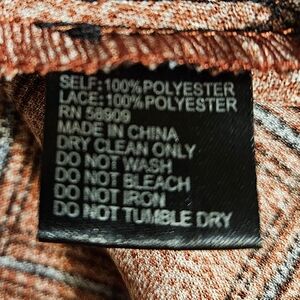 SELF:100%POLYESTER
LACE:100%POLYESTER
RN 56909
MADE IN CHINA
DRY CLEAN ONLY
DO NOT WASH
DO NOT BLEACH
DO NOT IRON
DO NOT TUMBLE DRY